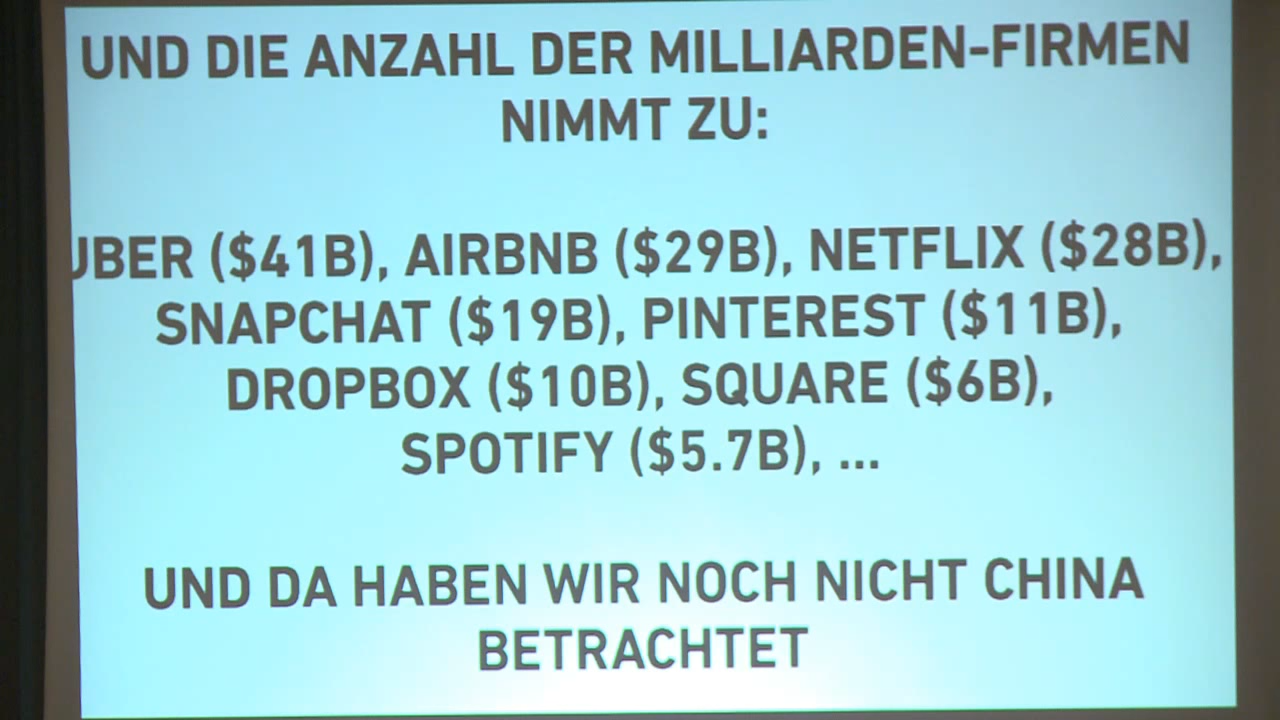 UND DIE ANZAHL DER MILLIARDEN-FIRMEN
NIMMT ZU:
UBER ($41B), AIRBNB ($29B), NETFLIX ($28B),
SNAPCHAT ($19B), PINTEREST ($11B),
DROPBOX ($10B), SQUARE ($6B),
SPOTIFY ($5.7B), ...
UND DA HABEN WIR NOCH NICHT CHINA
BETRACHTET